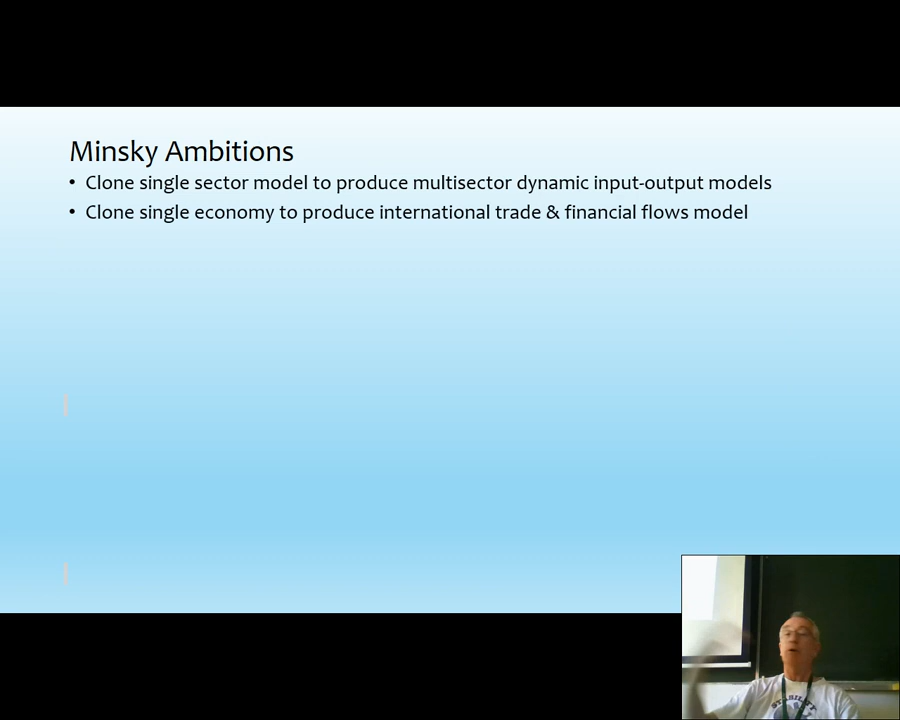 Minsky Ambitions
• Clone single sector model to produce multisector dynamic input-output models
• Clone single economy to produce international trade & financial flows model
STABILITY